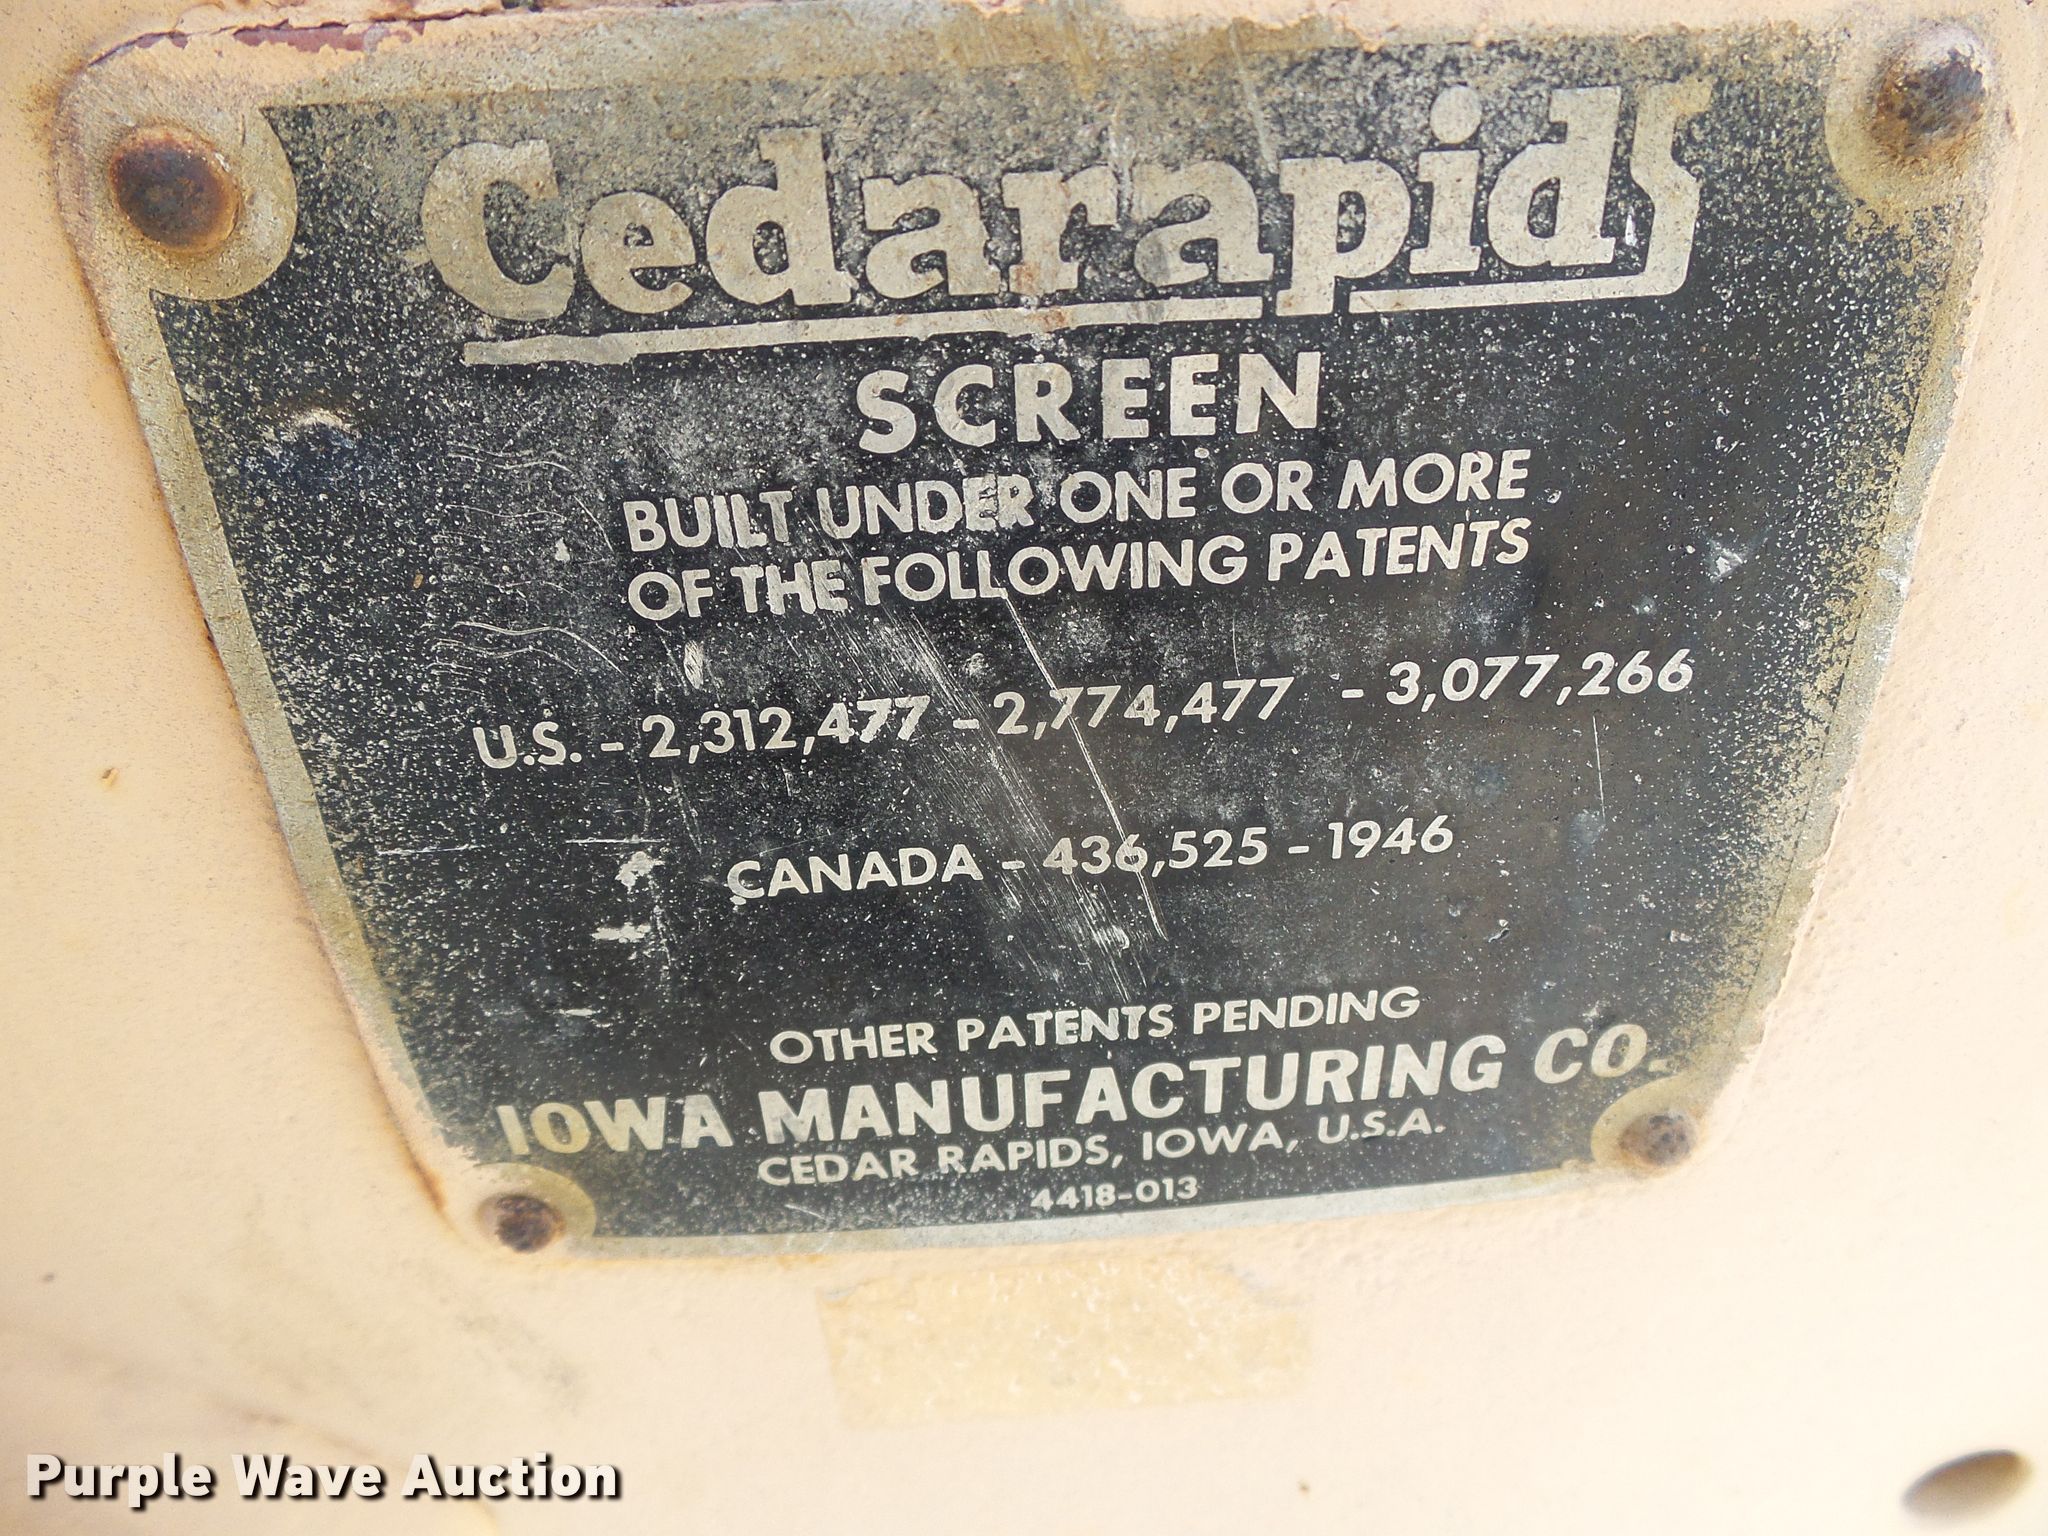 Cedarapids
SCREEN
BUILT UNDER ONE OR MORE
OF THE FOLLOWING PATENTS
U.S. - 2,312,477 - 2,774,477 - 3,077,266
CANADA - 436,525 - 1946
OTHER PATENTS PENDING
IOWA MANUFACTURING CO.
CEDAR RAPIDS, IOWA, U.S.A.
4418-013
Purple Wave Auction